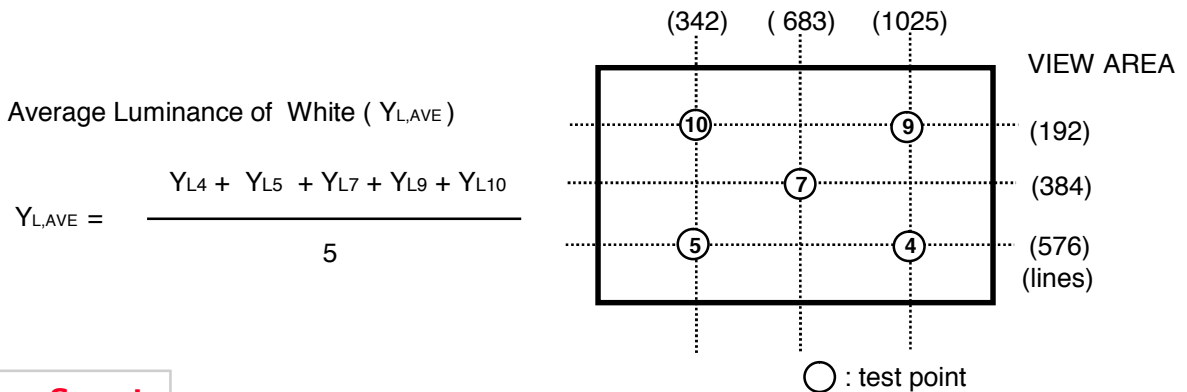 (342) ( 683) (1025)
VIEW AREA
Average Luminance of White ( YL,AVE )
10 9 (192)
YL4 + YL5 + YL7 + YL9 + YL10
7 (384)
YL,AVE =
5
5 4 (576)
(lines)
: test point